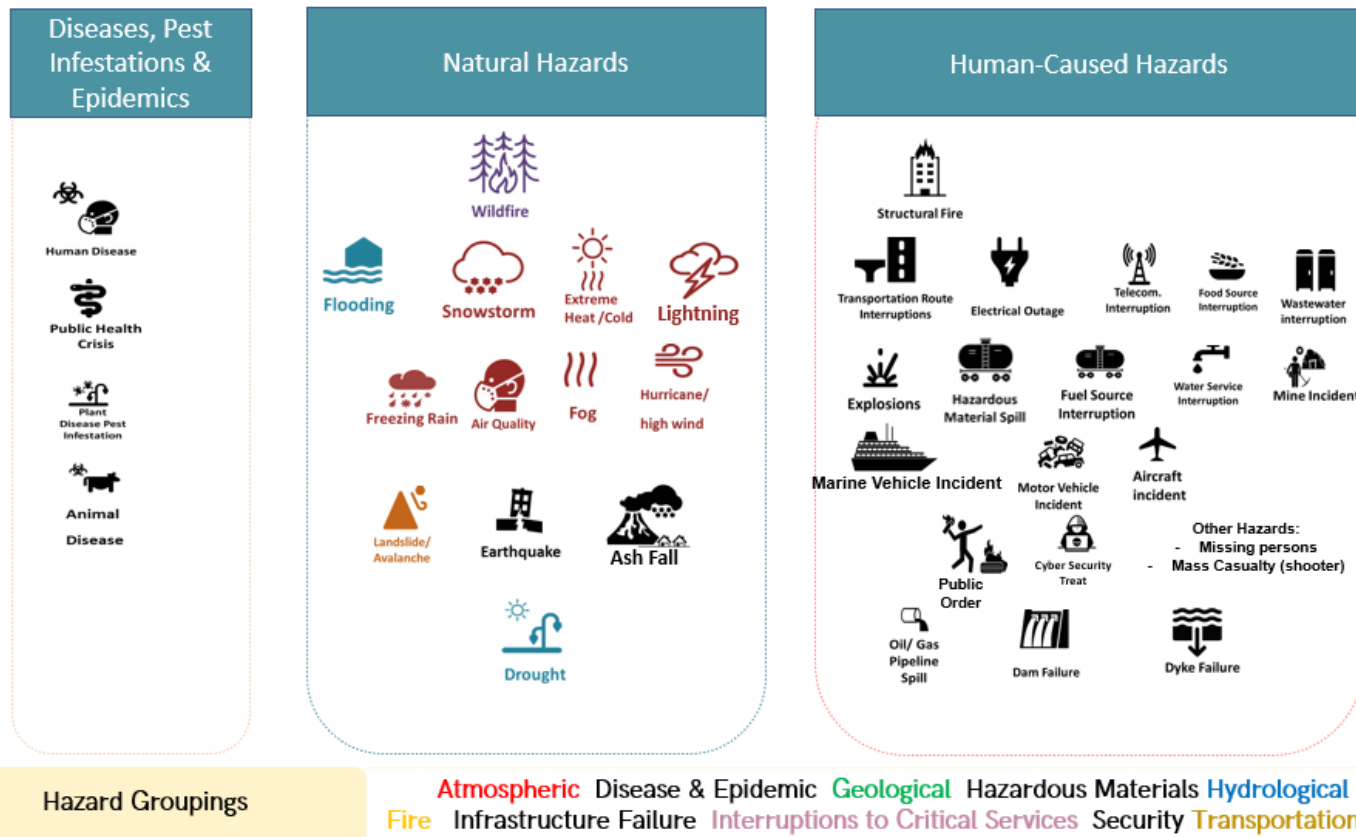 Diseases, Pest
Infestations &
Epidemics
Natural Hazards
Human-Caused Hazards
Human Disease
Public Health
Crisis
Plant
Disease Pest
Infestation
Animal
Disease
Wildfire
Flooding
Snowstorm
Extreme
Heat /Cold
Lightning
Freezing Rain
Air Quality
Fog
Hurricane/
high wind
Landslide/
Avalanche
Earthquake
Ash Fall
Drought
Structural Fire
Transportation Route
Interruptions
Electrical Outage
Telecom.
Interruption
Food Source
Interruption
Wastewater
interruption
Explosions
Hazardous
Material Spill
Fuel Source
Interruption
Water Service
Interruption
Mine Incident
Marine Vehicle Incident
Motor Vehicle
Incident
Aircraft
incident
Public
Order
Cyber Security
Treat
Other Hazards:
- Missing persons
- Mass Casualty (shooter)
Oil/ Gas
Pipeline
Spill
Dam Failure
Dyke Failure
Hazard Groupings
Atmospheric Disease & Epidemic Geological Hazardous Materials Hydrological
Fire Infrastructure Failure Interruptions to Critical Services Security Transportation